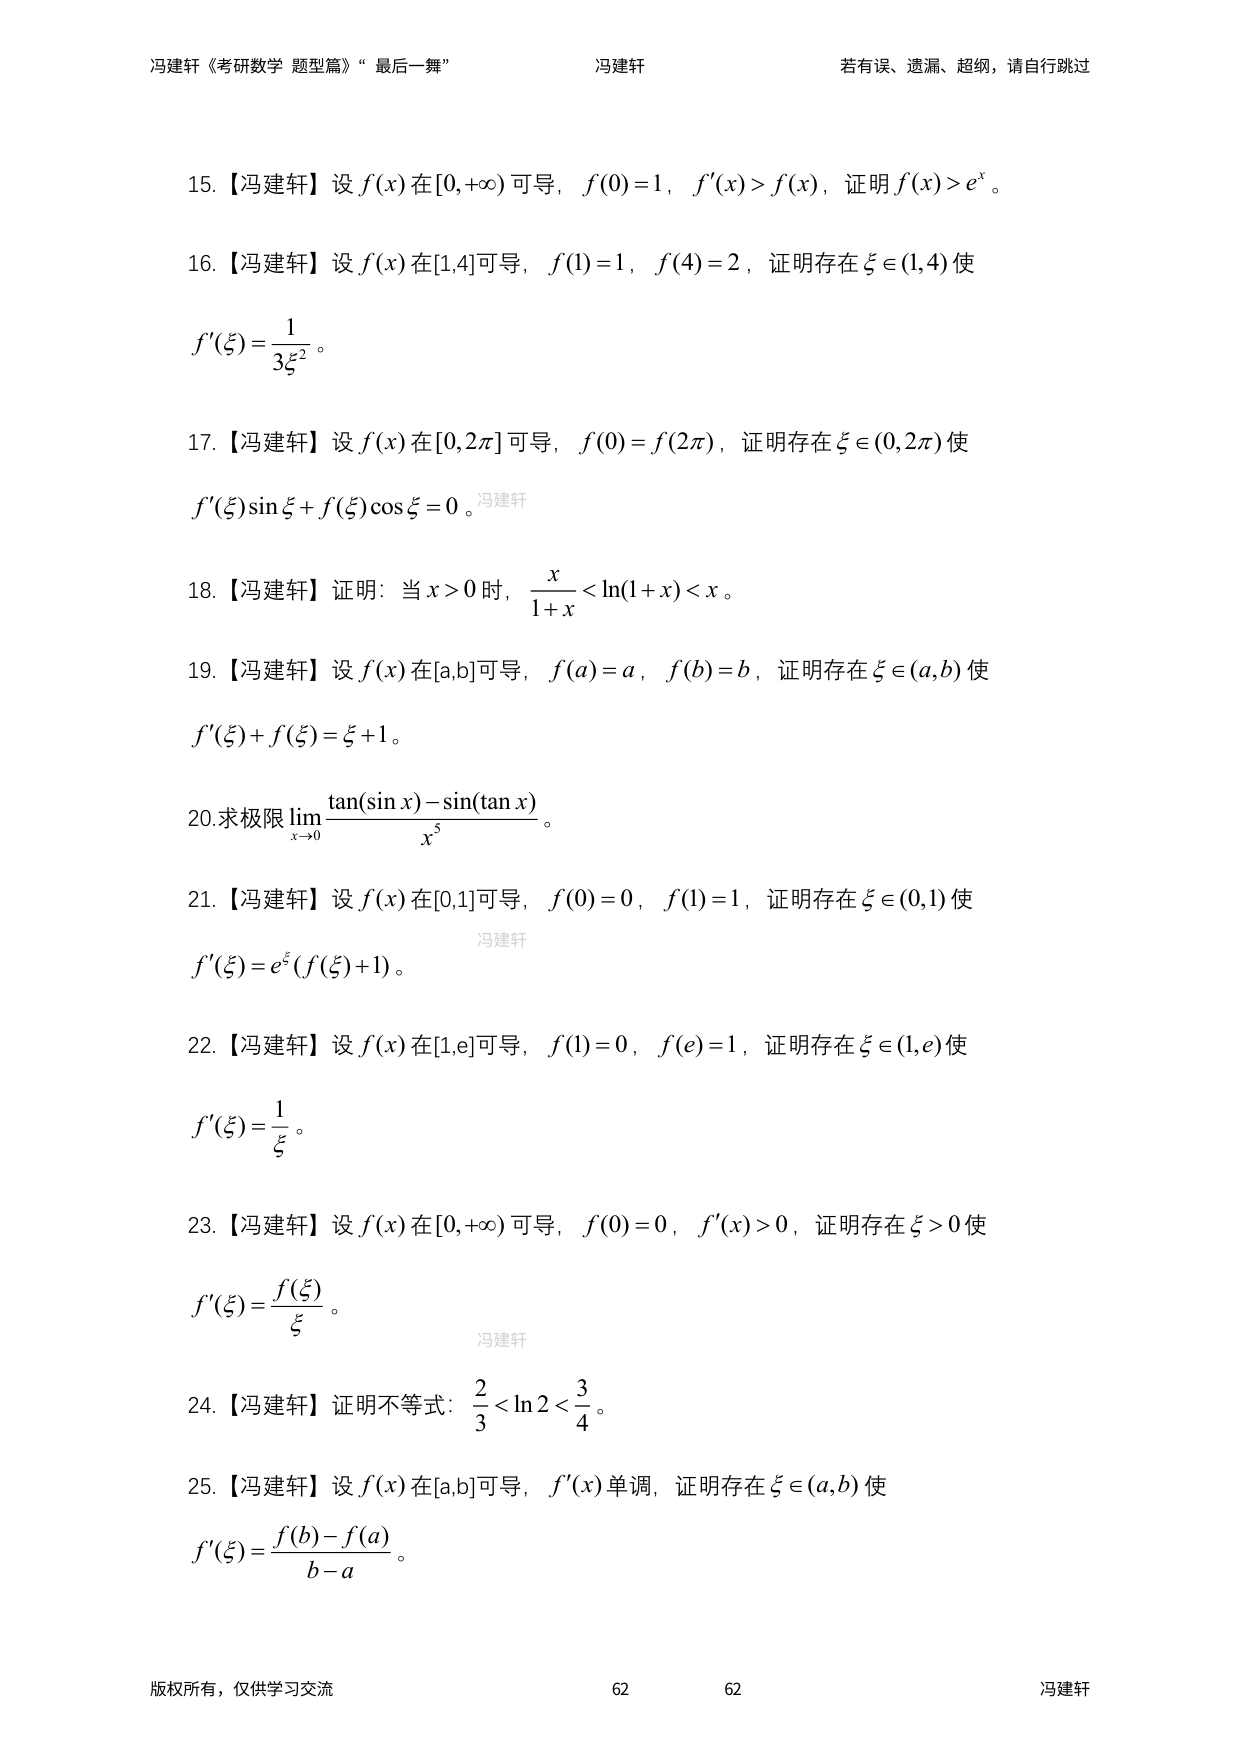 冯建轩《考研数学 题型篇》“ 最后一舞” 冯建轩 若有误、遗漏、超纲，请自行跳过
15.【冯建轩】设 f(x) 在[0,+∞) 可导， f(0)=1， f′(x)>f(x)，证明 f(x)>e^x 。
16.【冯建轩】设 f(x) 在[1,4]可导， f(1)=1， f(4)=2，证明存在 ξ∈(1,4) 使
f′(ξ)=1/(3ξ²) 。
17.【冯建轩】设 f(x) 在[0,2π] 可导， f(0)=f(2π)，证明存在 ξ∈(0,2π) 使
f′(ξ)sinξ+f(ξ)cosξ=0 。
冯建轩
18.【冯建轩】证明：当 x>0 时， x/(1+x)<ln(1+x)<x 。
19.【冯建轩】设 f(x) 在[a,b]可导， f(a)=a， f(b)=b，证明存在 ξ∈(a,b) 使
f′(ξ)+f(ξ)=ξ+1。
20.求极限 lim_{x→0} (tan(sin x)−sin(tan x))/x⁵ 。
21.【冯建轩】设 f(x) 在[0,1]可导， f(0)=0， f(1)=1，证明存在 ξ∈(0,1) 使
冯建轩
f′(ξ)=e^ξ(f(ξ)+1) 。
22.【冯建轩】设 f(x) 在[1,e]可导， f(1)=0， f(e)=1，证明存在 ξ∈(1,e) 使
f′(ξ)=1/ξ 。
23.【冯建轩】设 f(x) 在[0,+∞) 可导， f(0)=0， f′(x)>0，证明存在 ξ>0 使
f′(ξ)=f(ξ)/ξ 。
冯建轩
24.【冯建轩】证明不等式： 2/3<ln2<3/4 。
25.【冯建轩】设 f(x) 在[a,b]可导， f′(x) 单调，证明存在 ξ∈(a,b) 使
f′(ξ)=(f(b)−f(a))/(b−a) 。
版权所有，仅供学习交流 62 62 冯建轩